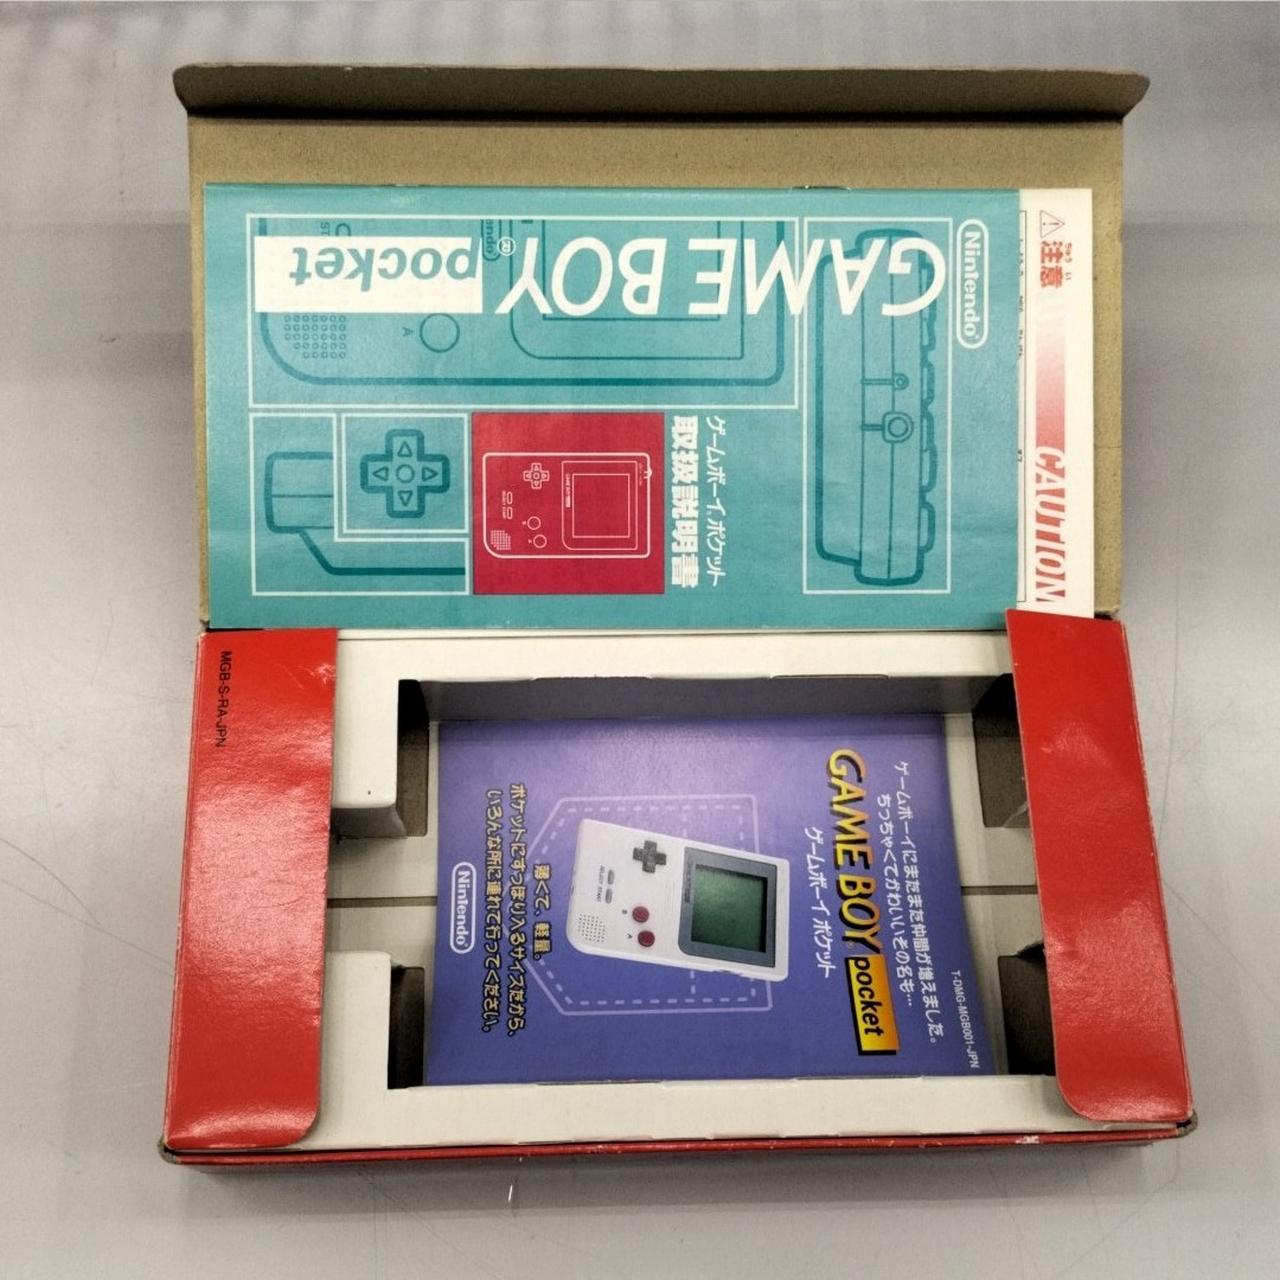 Nintendo®
GAME BOY®
pocket
ゲームボーイ®ポケット
取扱説明書
A
注意
ちゅうい
CAUTION
MGB-S-RA-JPN
T-DMG-MGB001-JPN
ゲームボーイにまたまた仲間が増えました。
ちっちゃくてかわいいその名も…
GAME BOY® pocket
ゲームボーイ ポケット
薄くて、軽量。
ポケットにすっぽり入るサイズだから、
いろんな所に連れて行ってください。
Nintendo®
B
A